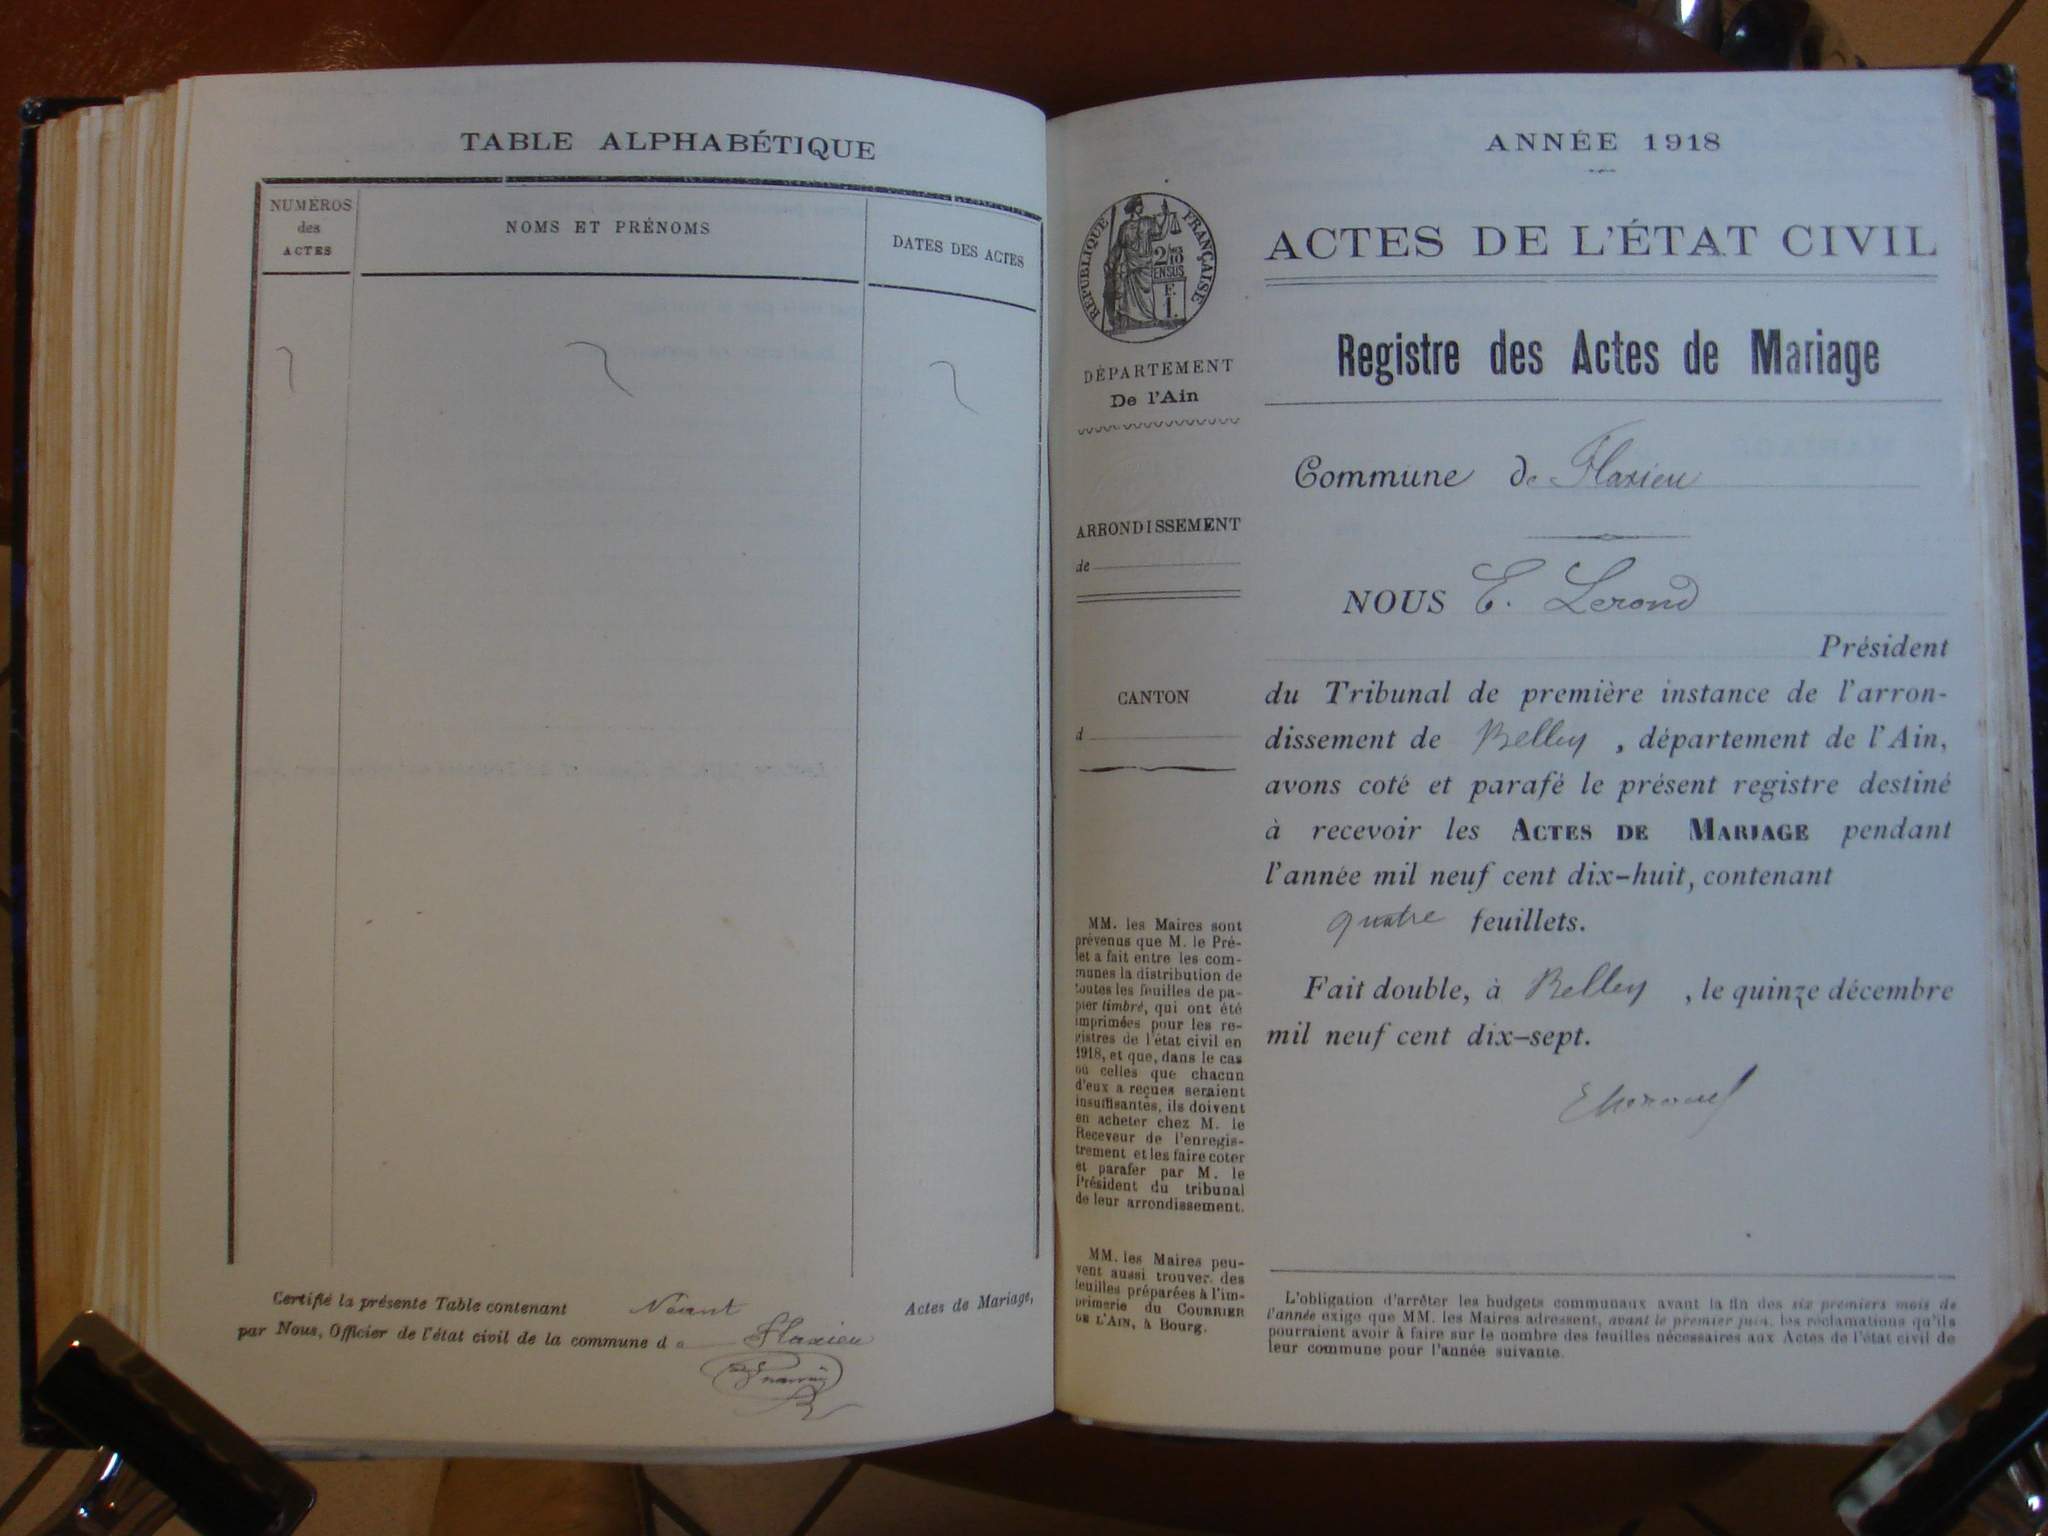 TABLE ALPHABÉTIQUE
NUMÉROS
des
ACTES
NOMS ET PRÉNOMS
DATES DES ACTES
Certifié la présente Table contenant Néant Actes de Mariage,
par Nous, Officier de l'état civil de la commune de Flaxieu
ANNÉE 1918
RÉPUBLIQUE FRANÇAISE
2/10
EN SUS
E.
1.
ACTES DE L'ÉTAT CIVIL
Registre des Actes de Mariage
DÉPARTEMENT
De l'Ain
Commune de Flaxieu
ARRONDISSEMENT
de
NOUS E. Lerond
Président
du Tribunal de première instance de l'arron-
dissement de Belley, département de l'Ain,
avons coté et parafé le présent registre destiné
à recevoir les ACTES DE MARIAGE pendant
l'année mil neuf cent dix-huit, contenant
quatre feuillets.
Fait double, à Belley, le quinze décembre
mil neuf cent dix-sept.
CANTON
d
MM. les Maires sont
prévenus que M. le Pré-
fet a fait entre les com-
munes la distribution de
toutes les feuilles de pa-
pier timbré, qui ont été
imprimées pour les re-
gistres de l'état civil en
1918, et que, dans le cas
où celles que chacun
d'eux a reçues seraient
insuffisantes, ils doivent
en acheter chez M. le
Receveur de l'enregis-
trement et les faire coter
et parafer par M. le
Président du tribunal
de leur arrondissement.
MM. les Maires peu-
vent aussi trouver des
feuilles préparées à l'im-
primerie du COURRIER
DE L'AIN, à Bourg.
L'obligation d'arrêter les budgets communaux avant la fin des six premiers mois de
l'année exige que MM. les Maires adressent, avant le premier juin, les réclamations qu'ils
pourraient avoir à faire sur le nombre des feuilles nécessaires aux Actes de l'état civil de
leur commune pour l'année suivante.